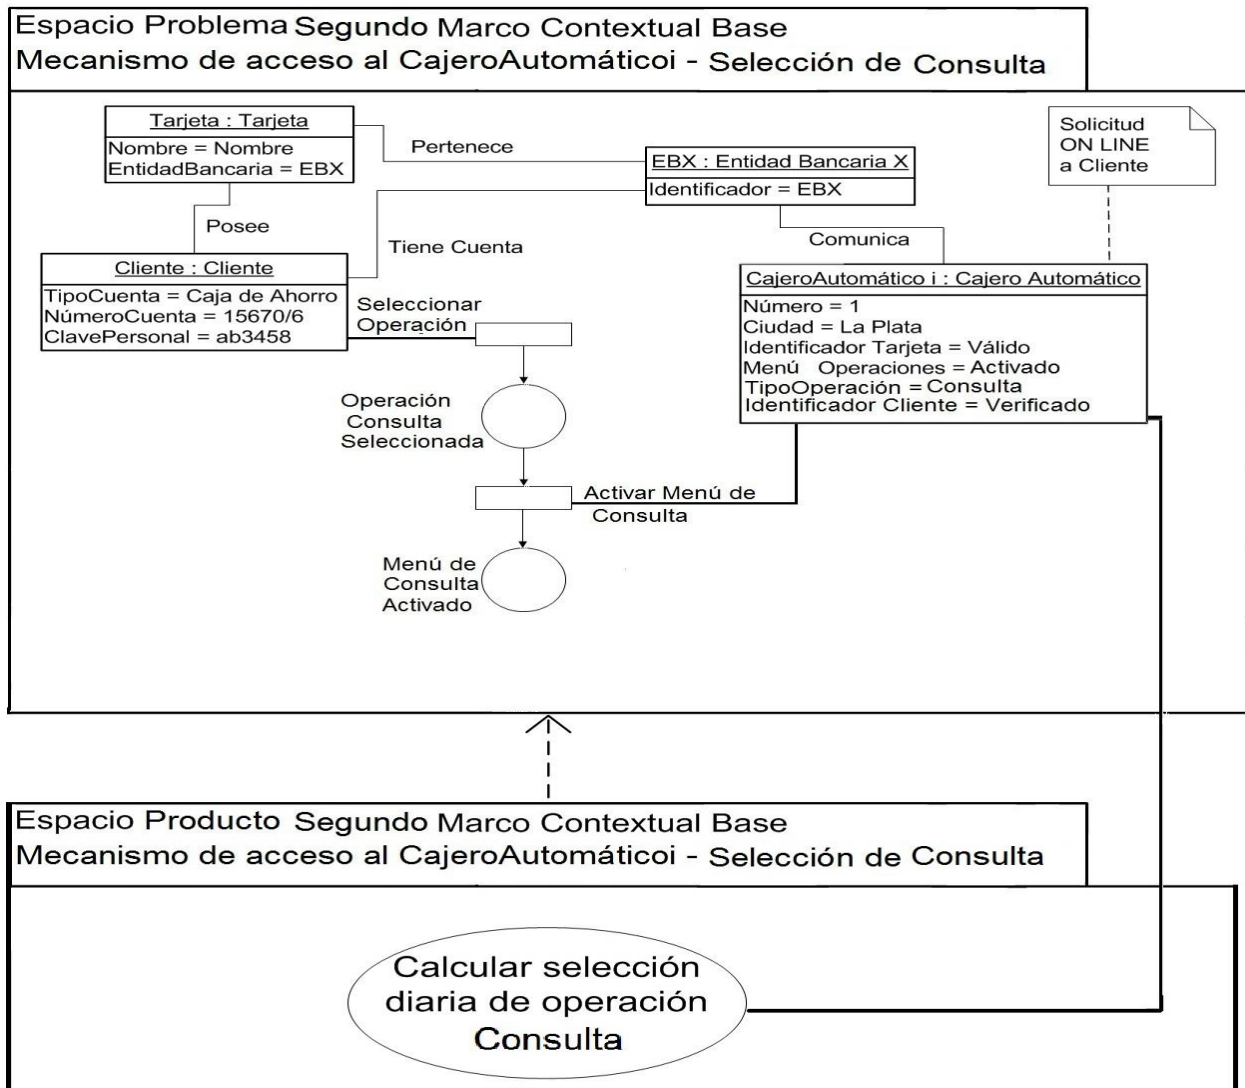 Espacio Problema Segundo Marco Contextual Base
Mecanismo de acceso al CajeroAutomáticoi - Selección de Consulta
Tarjeta : Tarjeta
Nombre = Nombre
EntidadBancaria = EBX
Pertenece
EBX : Entidad Bancaria X
Identificador = EBX
Solicitud
ON LINE
a Cliente
Posee
Tiene Cuenta
Comunica
Cliente : Cliente
TipoCuenta = Caja de Ahorro
NúmeroCuenta = 15670/6
ClavePersonal = ab3458
Seleccionar
Operación
CajeroAutomático i : Cajero Automático
Número = 1
Ciudad = La Plata
Identificador Tarjeta = Válido
Menú Operaciones = Activado
TipoOperación = Consulta
Identificador Cliente = Verificado
Operación
Consulta
Seleccionada
Activar Menú de
Consulta
Menú de
Consulta
Activado
Espacio Producto Segundo Marco Contextual Base
Mecanismo de acceso al CajeroAutomáticoi - Selección de Consulta
Calcular selección
diaria de operación
Consulta